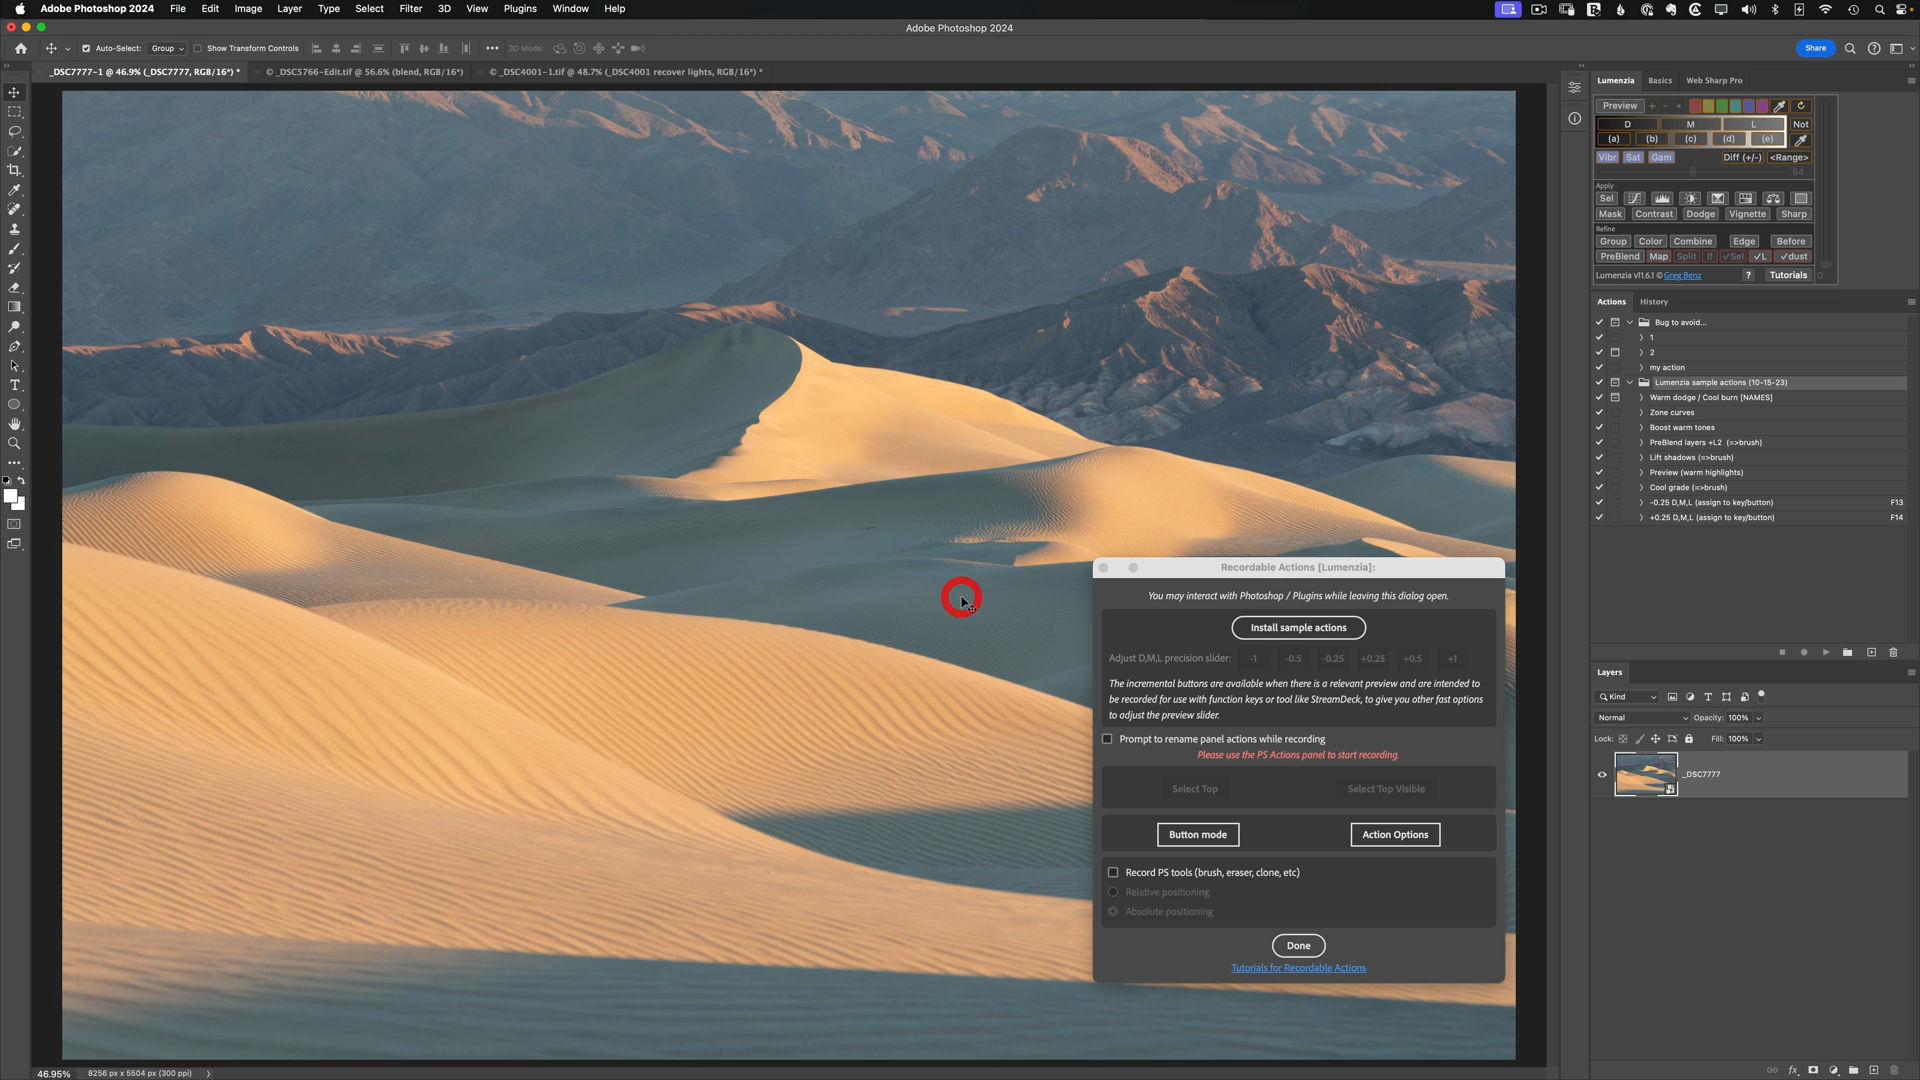 Adobe Photoshop 2024 File Edit Image Layer Type Select Filter 3D View Plugins Window Help
Adobe Photoshop 2024
Auto-Select: Group Show Transform Controls 3D Mode: Share
_DSC7777-1 @ 46.9% (_DSC7777, RGB/16*) * © _DSC5766-Edit.tif @ 56.6% (blend, RGB/16*) © _DSC4001-1.tif @ 48.7% (_DSC4001 recover lights, RGB/16*) *
Lumenzia Basics Web Sharp Pro
Preview
D M L Not
(a) (b) (c) (d) (e)
Vibr Sat Gam Diff (+/-) <Range>
64
Apply
Sel
Mask Contrast Dodge Vignette Sharp
Refine
Group Color Combine Edge Before
PreBlend Map Split If ✓Sel ✓L ✓dust
Lumenzia v11.6.1 © Greg Benz ? Tutorials 0
Actions History
Bug to avoid...
1
2
my action
Lumenzia sample actions (10-15-23)
Warm dodge / Cool burn [NAMES]
Zone curves
Boost warm tones
PreBlend layers +L2 (=>brush)
Lift shadows (=>brush)
Preview (warm highlights)
Cool grade (=>brush)
-0.25 D,M,L (assign to key/button) F13
+0.25 D,M,L (assign to key/button) F14
Recordable Actions [Lumenzia]:
You may interact with Photoshop / Plugins while leaving this dialog open.
Install sample actions
Adjust D,M,L precision slider: -1 -0.5 -0.25 +0.25 +0.5 +1
The incremental buttons are available when there is a relevant preview and are intended to
be recorded for use with function keys or tool like StreamDeck, to give you other fast options
to adjust the preview slider.
Prompt to rename panel actions while recording
Please use the PS Actions panel to start recording.
Select Top Select Top Visible
Button mode Action Options
Record PS tools (brush, eraser, clone, etc)
Relative positioning
Absolute positioning
Done
Tutorials for Recordable Actions
Layers
Kind
Normal Opacity: 100%
Lock: Fill: 100%
_DSC7777
46.95% 8256 px x 5504 px (300 ppi)